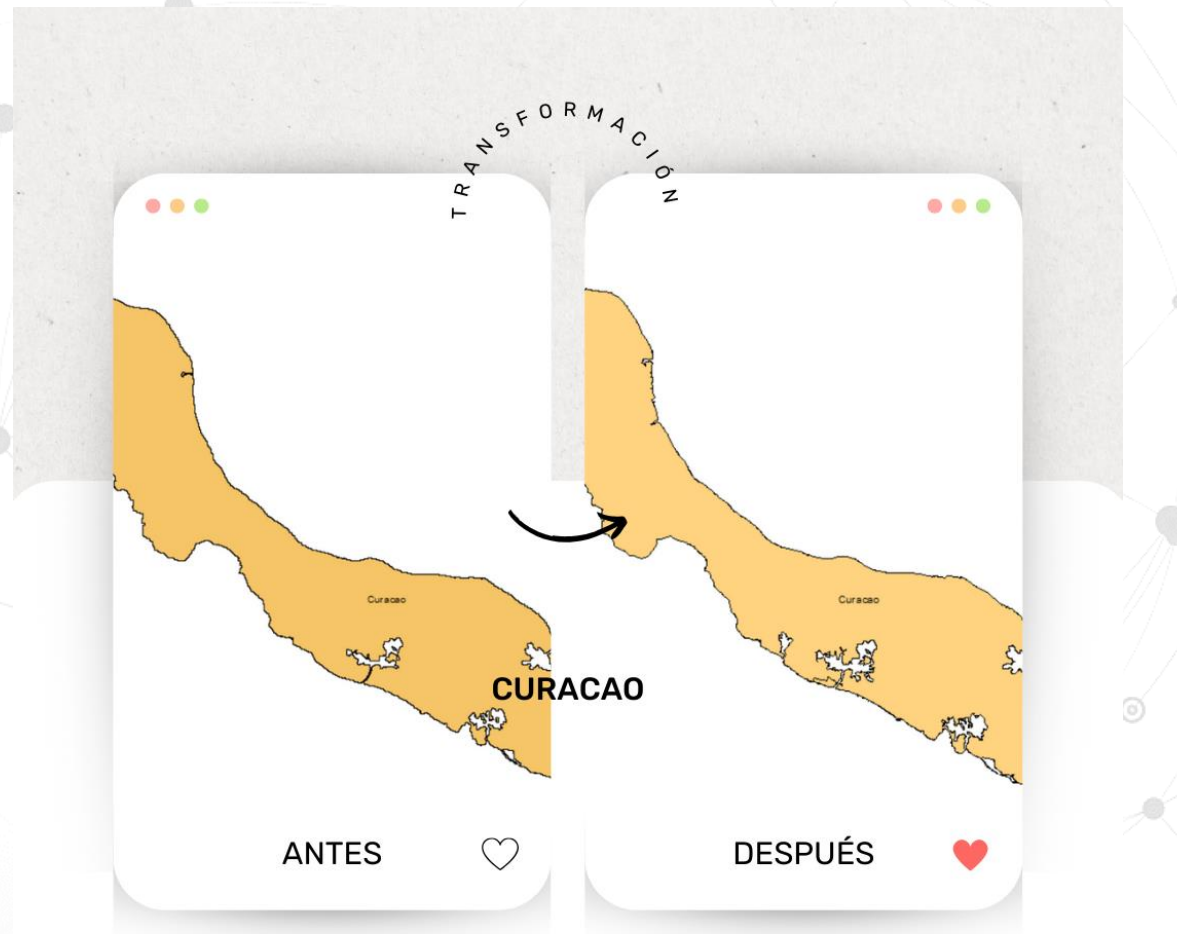 TRANSFORMACIÓN
Curacao
Curacao
CURACAO
ANTES
DESPUÉS